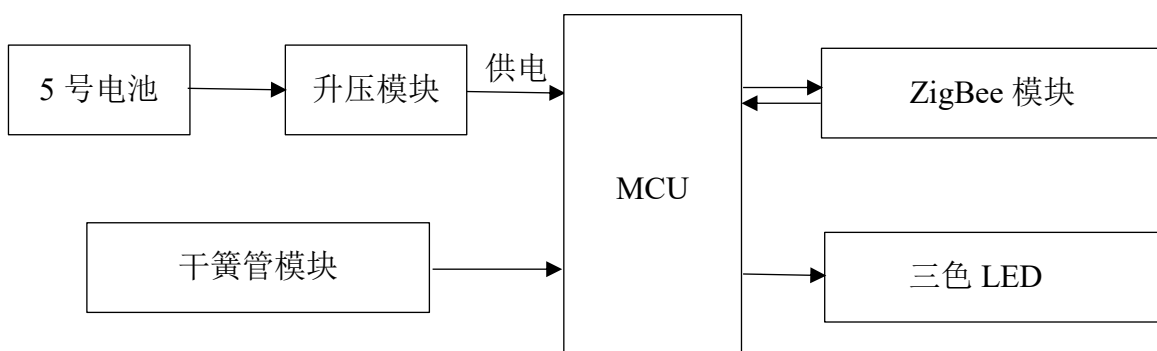 5 号电池
升压模块
供电
ZigBee 模块
MCU
干簧管模块
三色 LED